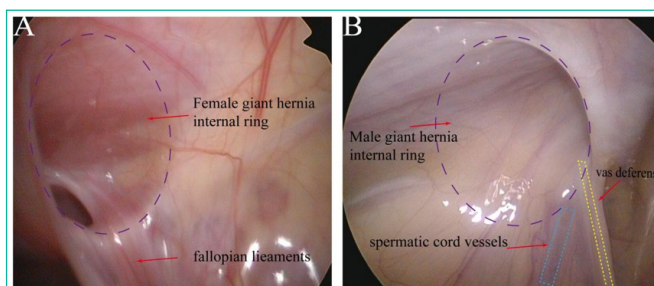 A
Female giant hernia
internal ring
fallopian lieaments
B
Male giant hernia
internal ring
vas deferens
spermatic cord vessels